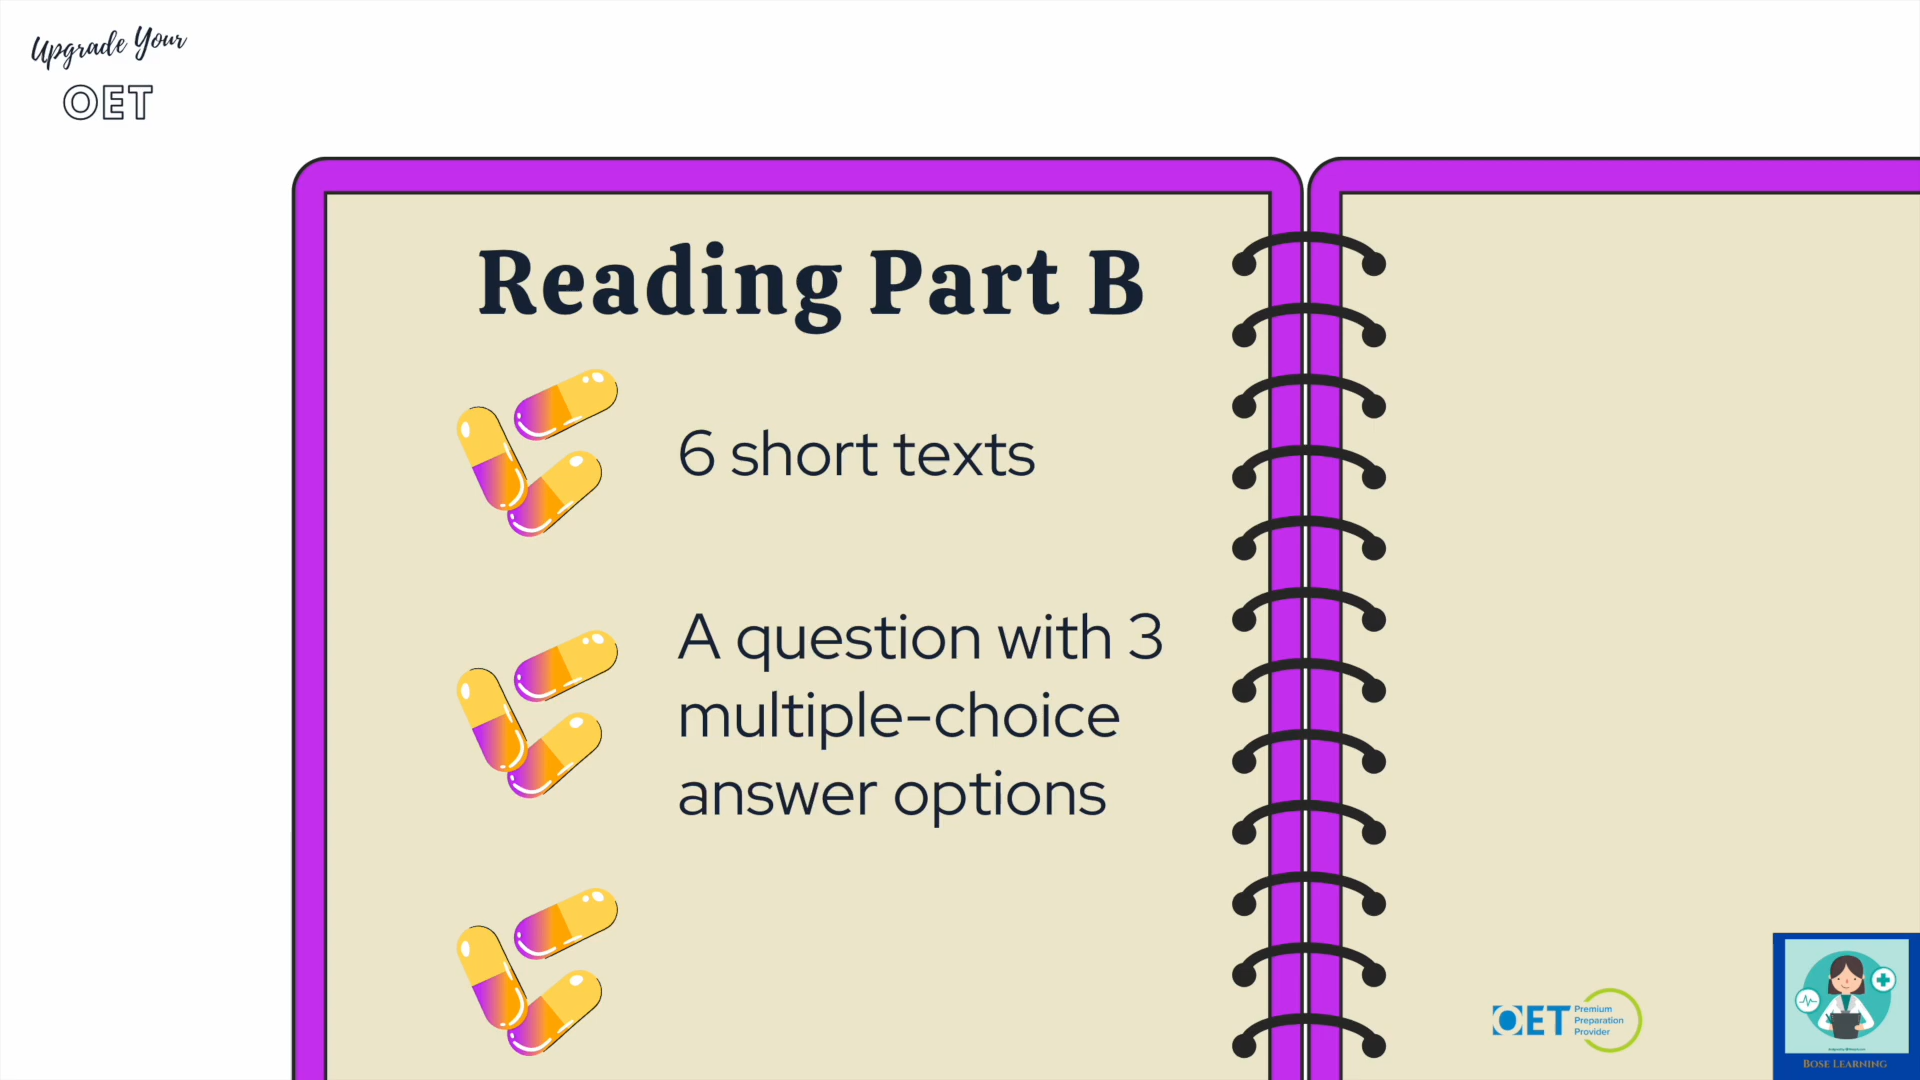 Upgrade Your
OET
Reading Part B
6 short texts
A question with 3
multiple-choice
answer options
OET
Premium
Preparation
Provider
BOSE LEARNING